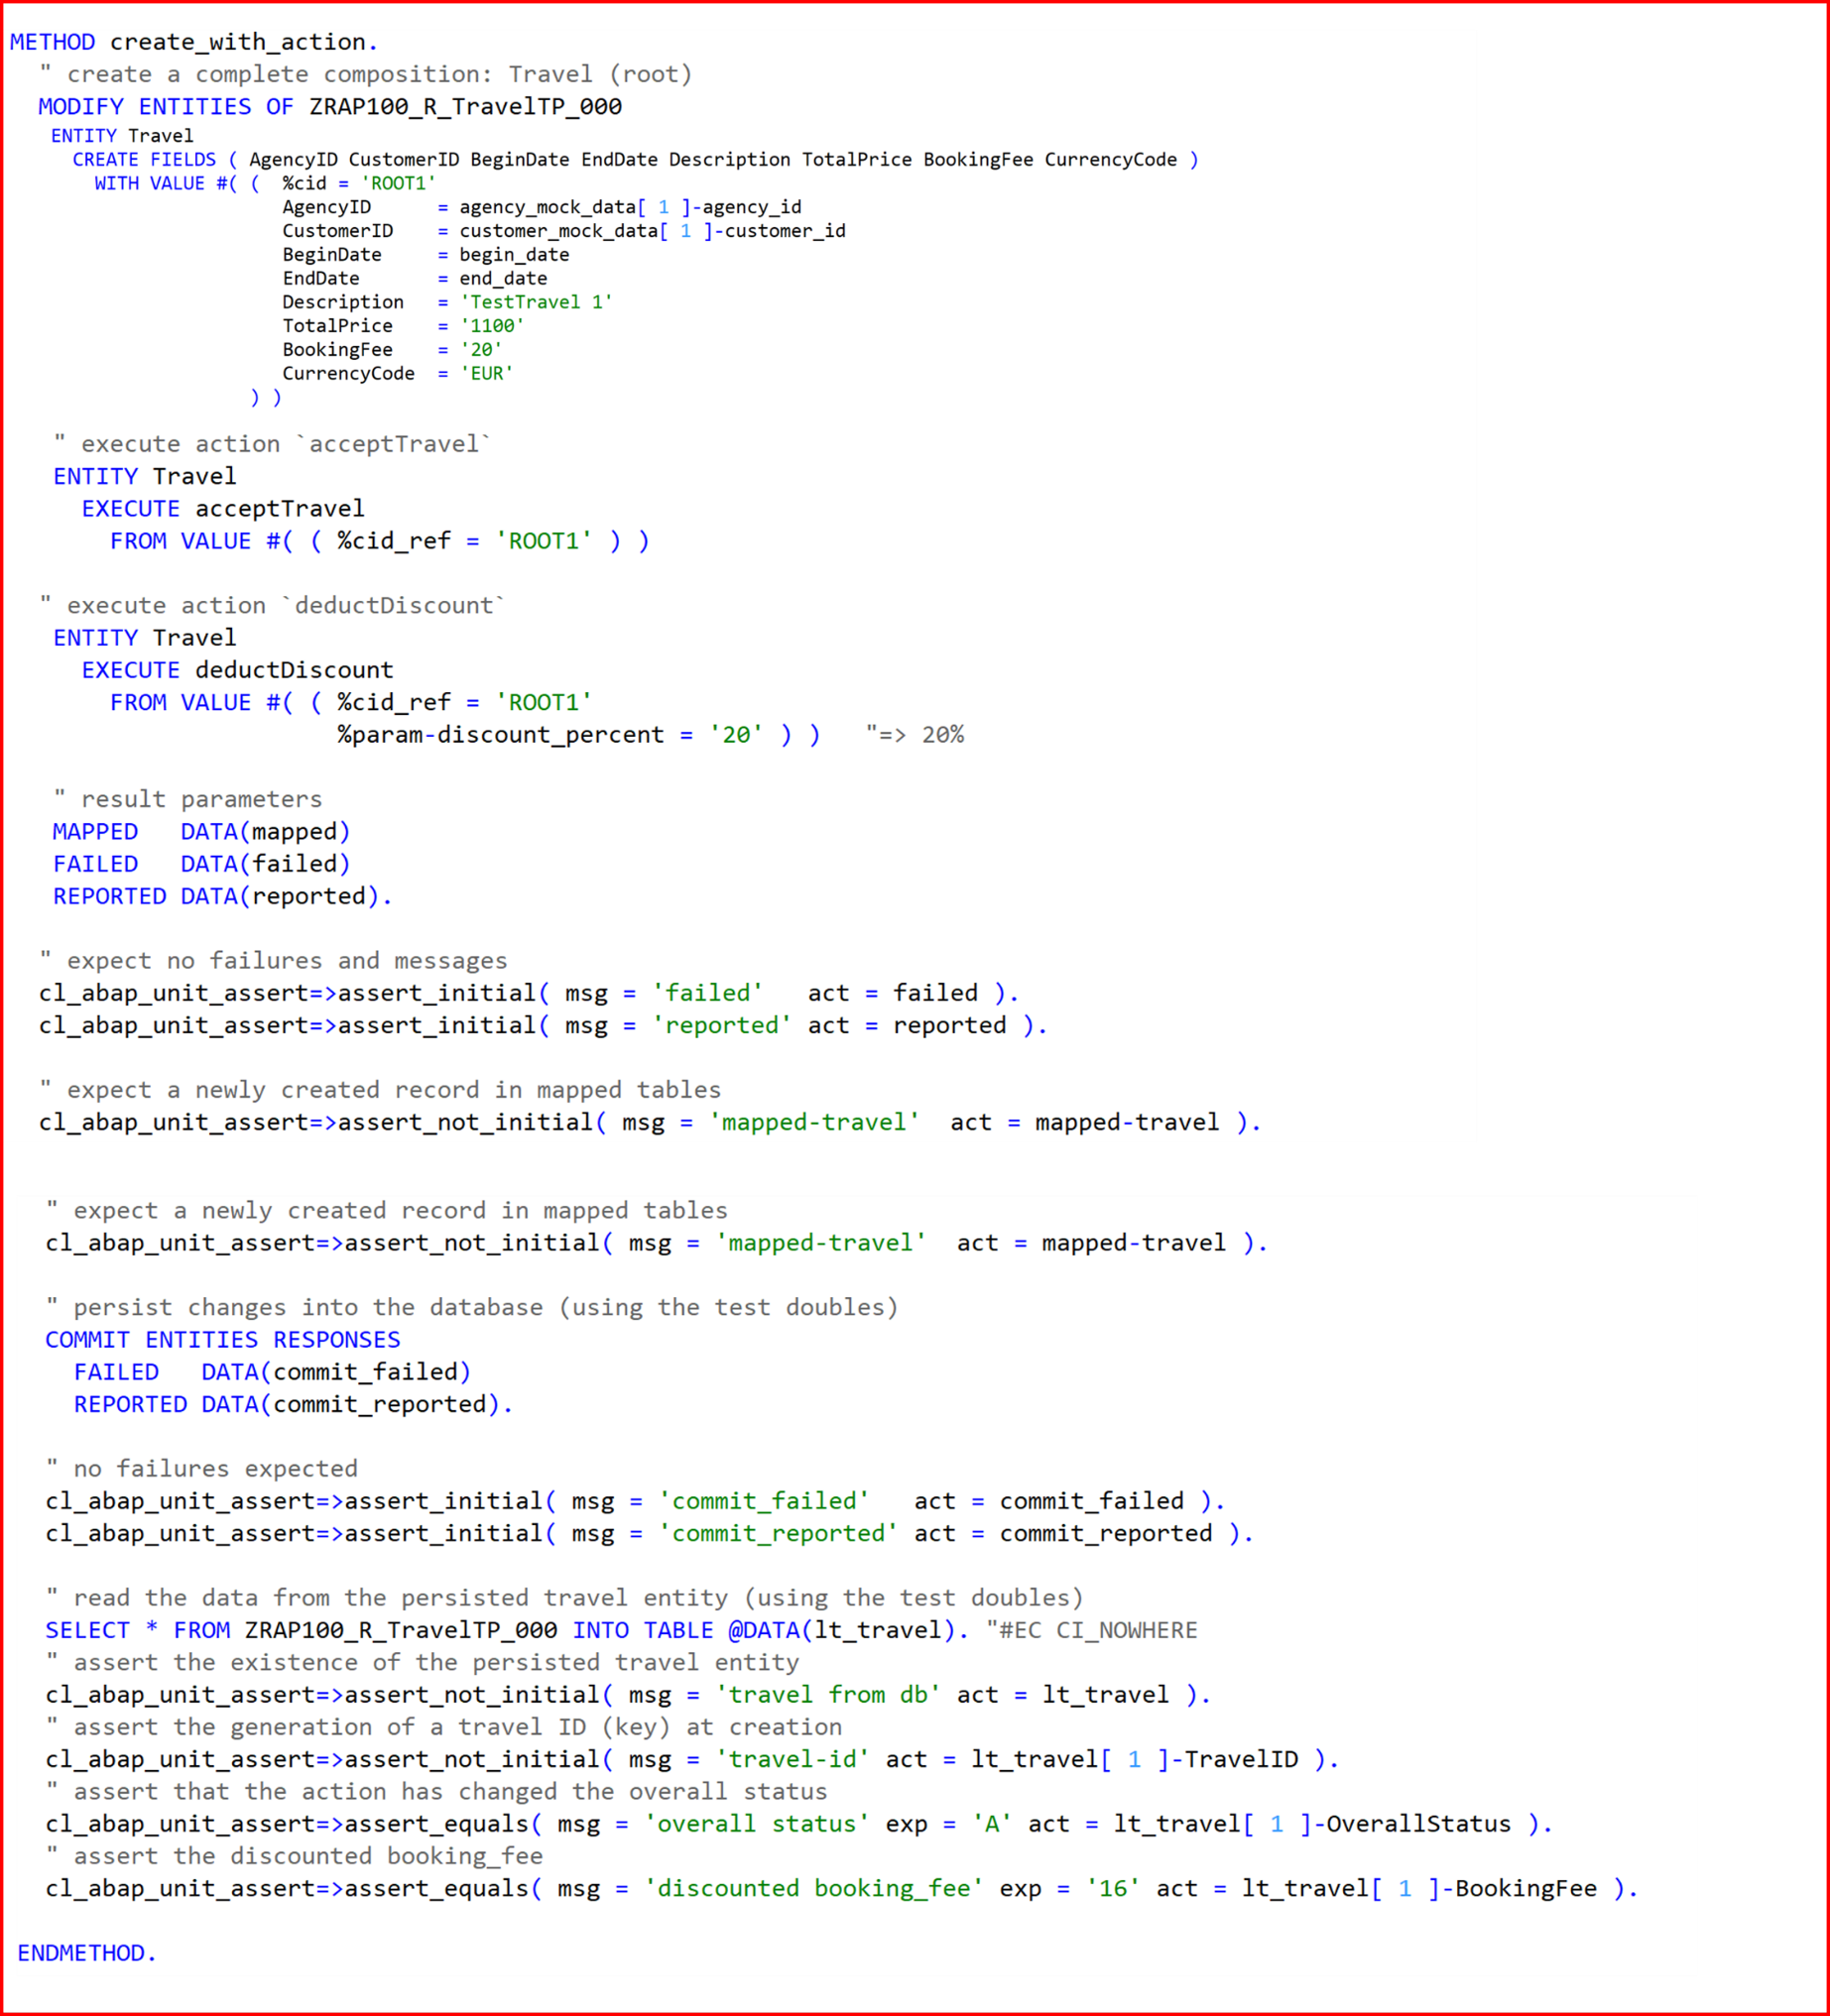 METHOD create_with_action.
" create a complete composition: Travel (root)
MODIFY ENTITIES OF ZRAP100_R_TravelTP_000
ENTITY Travel
CREATE FIELDS ( AgencyID CustomerID BeginDate EndDate Description TotalPrice BookingFee CurrencyCode )
WITH VALUE #( (  %cid = 'ROOT1'
AgencyID      = agency_mock_data[ 1 ]-agency_id
CustomerID    = customer_mock_data[ 1 ]-customer_id
BeginDate     = begin_date
EndDate       = end_date
Description   = 'TestTravel 1'
TotalPrice    = '1100'
BookingFee    = '20'
CurrencyCode  = 'EUR'
) )
" execute action `acceptTravel`
ENTITY Travel
EXECUTE acceptTravel
FROM VALUE #( ( %cid_ref = 'ROOT1' ) )
" execute action `deductDiscount`
ENTITY Travel
EXECUTE deductDiscount
FROM VALUE #( ( %cid_ref = 'ROOT1'
%param-discount_percent = '20' ) )   "=> 20%
" result parameters
MAPPED   DATA(mapped)
FAILED   DATA(failed)
REPORTED DATA(reported).
" expect no failures and messages
cl_abap_unit_assert=>assert_initial( msg = 'failed'   act = failed ).
cl_abap_unit_assert=>assert_initial( msg = 'reported' act = reported ).
" expect a newly created record in mapped tables
cl_abap_unit_assert=>assert_not_initial( msg = 'mapped-travel'  act = mapped-travel ).
" expect a newly created record in mapped tables
cl_abap_unit_assert=>assert_not_initial( msg = 'mapped-travel'  act = mapped-travel ).
" persist changes into the database (using the test doubles)
COMMIT ENTITIES RESPONSES
FAILED   DATA(commit_failed)
REPORTED DATA(commit_reported).
" no failures expected
cl_abap_unit_assert=>assert_initial( msg = 'commit_failed'   act = commit_failed ).
cl_abap_unit_assert=>assert_initial( msg = 'commit_reported' act = commit_reported ).
" read the data from the persisted travel entity (using the test doubles)
SELECT * FROM ZRAP100_R_TravelTP_000 INTO TABLE @DATA(lt_travel). "#EC CI_NOWHERE
" assert the existence of the persisted travel entity
cl_abap_unit_assert=>assert_not_initial( msg = 'travel from db' act = lt_travel ).
" assert the generation of a travel ID (key) at creation
cl_abap_unit_assert=>assert_not_initial( msg = 'travel-id' act = lt_travel[ 1 ]-TravelID ).
" assert that the action has changed the overall status
cl_abap_unit_assert=>assert_equals( msg = 'overall status' exp = 'A' act = lt_travel[ 1 ]-OverallStatus ).
" assert the discounted booking_fee
cl_abap_unit_assert=>assert_equals( msg = 'discounted booking_fee' exp = '16' act = lt_travel[ 1 ]-BookingFee ).
ENDMETHOD.